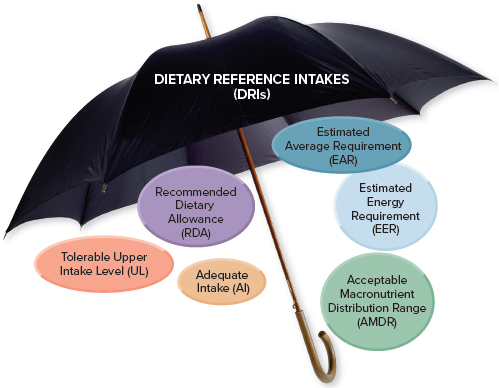 DIETARY REFERENCE INTAKES
(DRIs)
Estimated
Average Requirement
(EAR)
Recommended
Dietary
Allowance
(RDA)
Estimated
Energy
Requirement
(EER)
Tolerable Upper
Intake Level (UL)
Adequate
Intake (AI)
Acceptable
Macronutrient
Distribution Range
(AMDR)